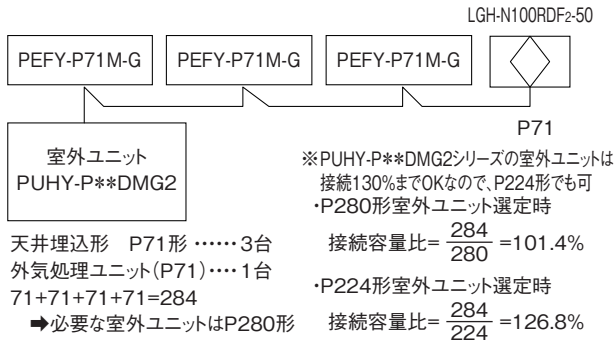 LGH-N100RDF2-50
PEFY-P71M-G
PEFY-P71M-G
PEFY-P71M-G
P71
室外ユニット
PUHY-P**DMG2
天井埋込形 P71形 ……3台
外気処理ユニット(P71)‥‥1台
71+71+71+71=284
➡必要な室外ユニットはP280形
※PUHY-P**DMG2シリーズの室外ユニットは
接続130%までOKなので、P224形でも可
・P280形室外ユニット選定時
接続容量比= 284/280 =101.4%
・P224形室外ユニット選定時
接続容量比= 284/224 =126.8%